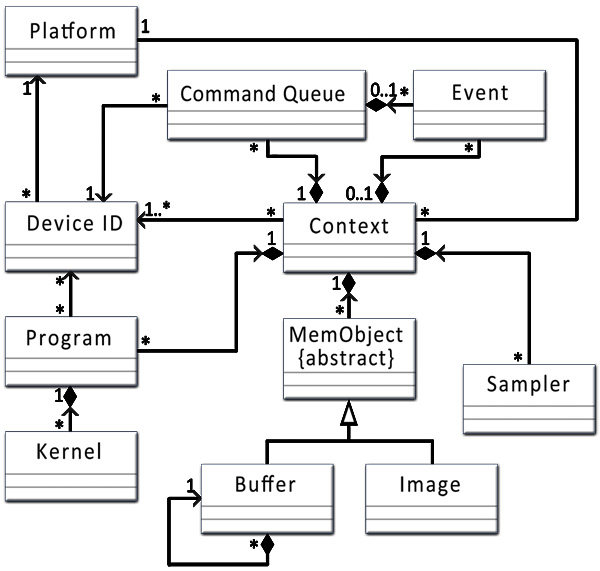 Platform
1
1
Command Queue
0..1
*
Event
*
*
*
*
1
1
0..1
Device ID
1..*
*
Context
*
1
1
*
*
1
*
MemObject
{abstract}
Program
*
*
Sampler
1
*
Kernel
1
Buffer
Image
*